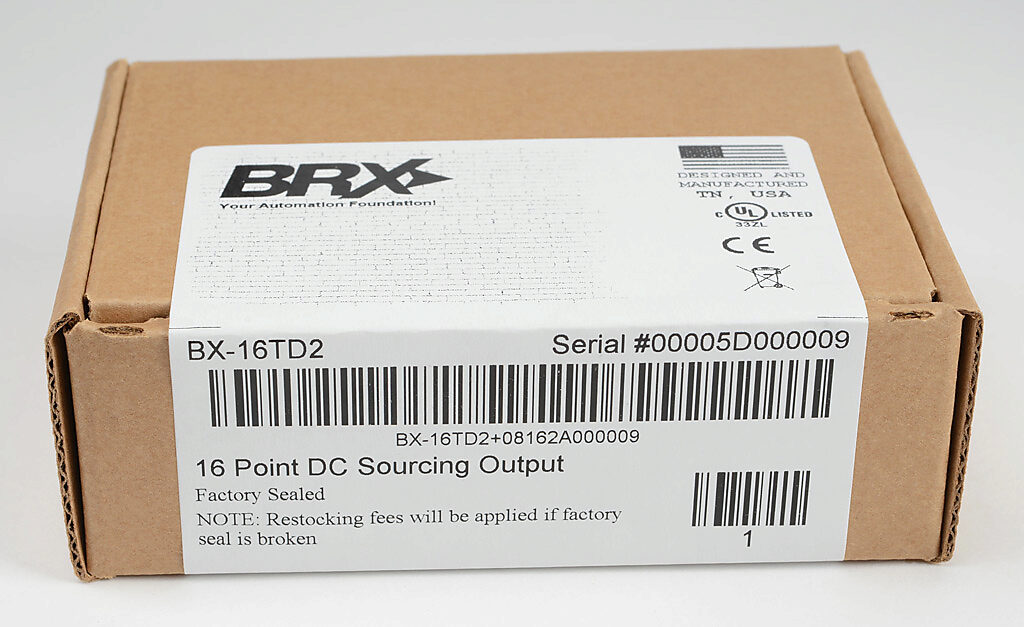 BRX
Your Automation Foundation!
DESIGNED AND
MANUFACTURED
TN, USA
C UL LISTED
33ZL
CE
BX-16TD2
Serial #00005D000009
BX-16TD2+08162A000009
16 Point DC Sourcing Output
Factory Sealed
NOTE: Restocking fees will be applied if factory
seal is broken
1